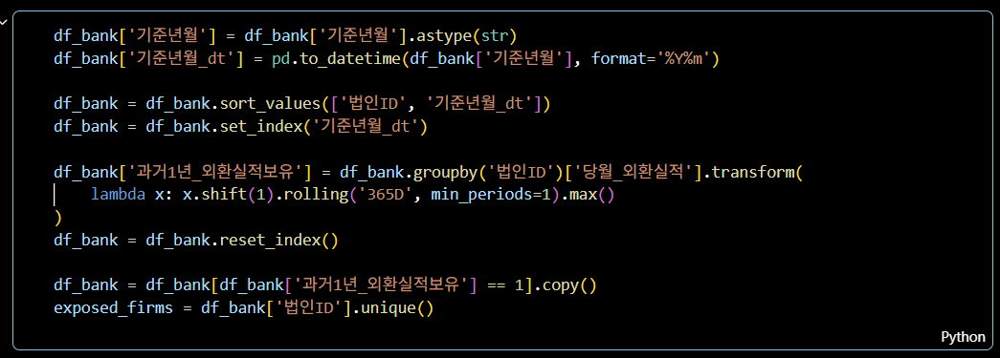 df_bank['기준년월'] = df_bank['기준년월'].astype(str)
df_bank['기준년월_dt'] = pd.to_datetime(df_bank['기준년월'], format='%Y%m')
df_bank = df_bank.sort_values(['법인ID', '기준년월_dt'])
df_bank = df_bank.set_index('기준년월_dt')
df_bank['과거1년_외환실적보유'] = df_bank.groupby('법인ID')['당월_외환실적'].transform(
    lambda x: x.shift(1).rolling('365D', min_periods=1).max()
)
df_bank = df_bank.reset_index()
df_bank = df_bank[df_bank['과거1년_외환실적보유'] == 1].copy()
exposed_firms = df_bank['법인ID'].unique()
Python